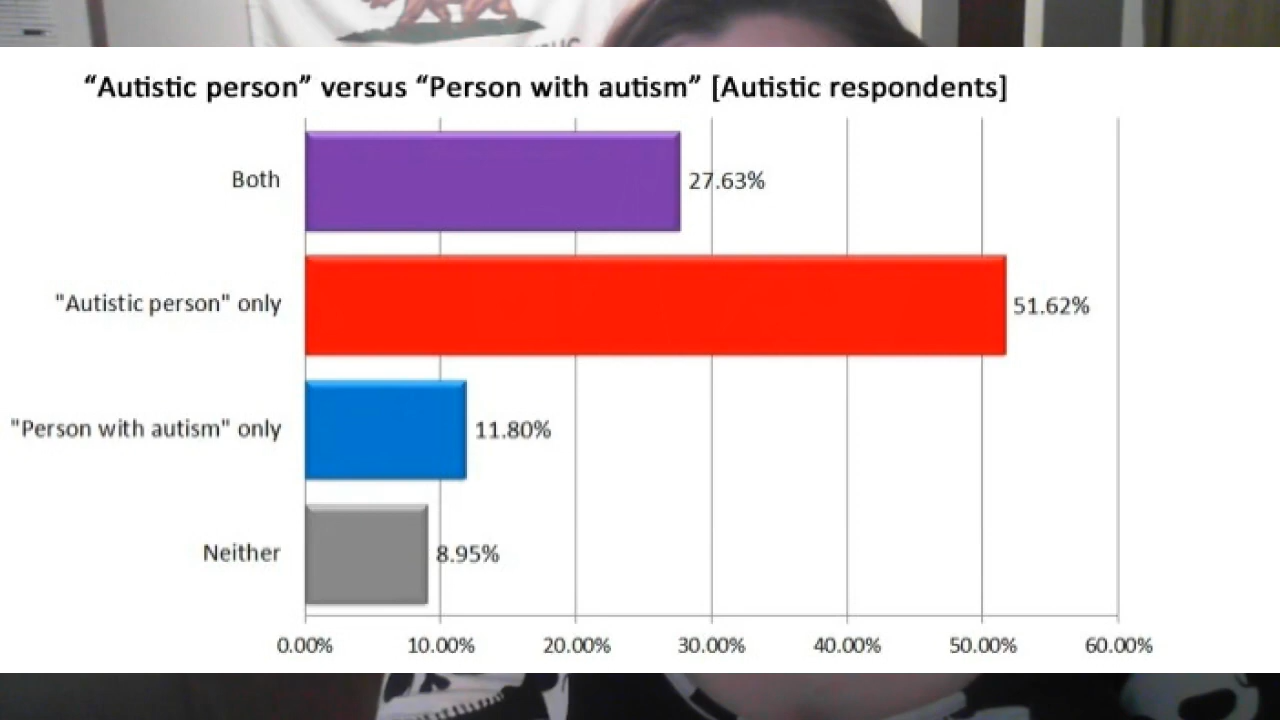 “Autistic person” versus “Person with autism” [Autistic respondents]
Both
27.63%
"Autistic person" only
51.62%
"Person with autism" only
11.80%
Neither
8.95%
0.00% 10.00% 20.00% 30.00% 40.00% 50.00% 60.00%